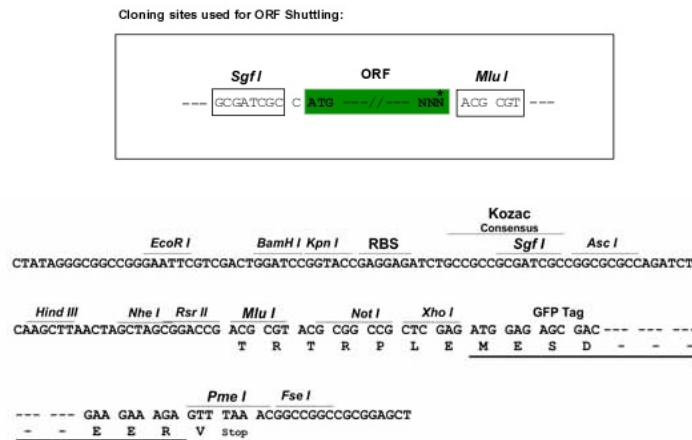 Cloning sites used for ORF Shuttling:
Sgf I ORF Mlu I
--- GCGATCGC C ATG ---//--- NNN* ACG CGT ---
Kozac
Consensus
EcoR I BamH I Kpn I RBS Sgf I Asc I
CTATAGGGCGGCCGGGAATTCGTCGACTGGATCCGGTACCGAGGAGATCTGCCGCCGCGATCGCCGGCGCGCCAGATCT
Hind III Nhe I Rsr II Mlu I Not I Xho I GFP Tag
CAAGCTTAACTAGCTAGCGGACCG ACG CGT ACG CGG CCG CTC GAG ATG GAG AGC GAC --- --- ---
T R T R P L E M E S D - - -
Pme I Fse I
--- --- GAA GAA AGA GTT TAA ACGGCCGGCCGCGGAGCT
- - E E R V Stop